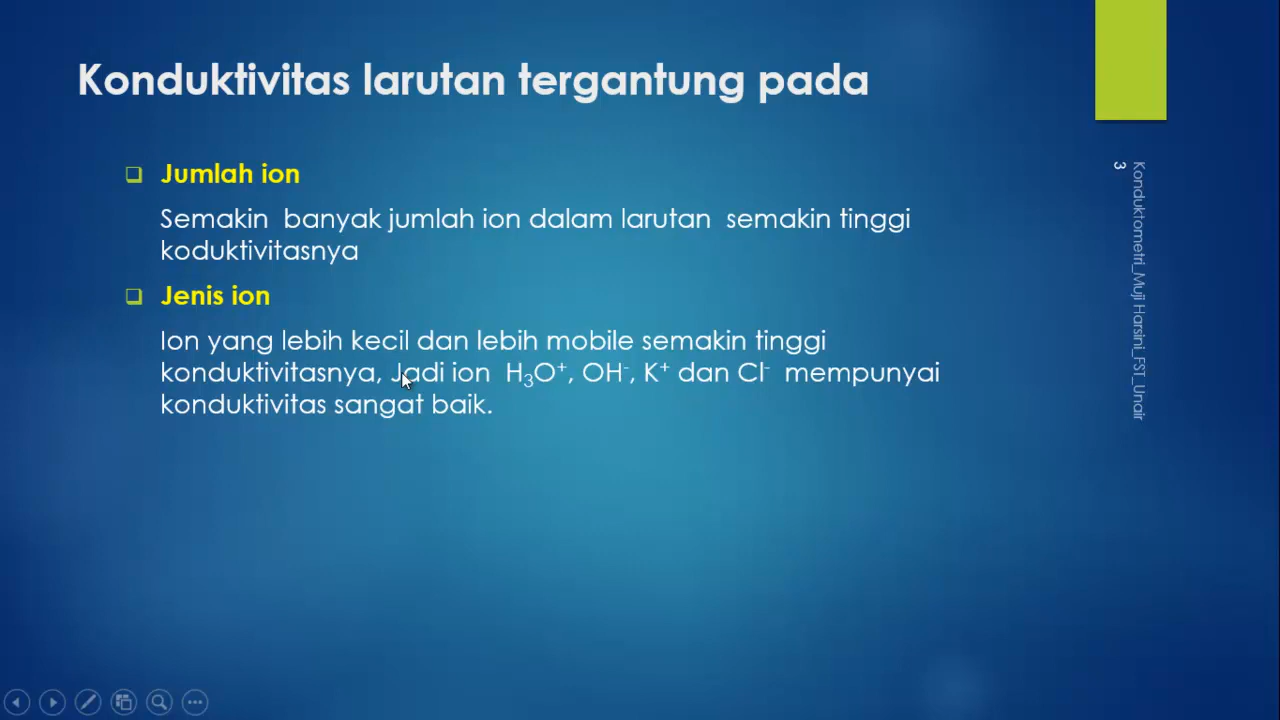 Konduktivitas larutan tergantung pada
Jumlah ion
Semakin banyak jumlah ion dalam larutan semakin tinggi
koduktivitasnya
Jenis ion
Ion yang lebih kecil dan lebih mobile semakin tinggi
konduktivitasnya, Jadi ion H₃O⁺, OH⁻, K⁺ dan Cl⁻ mempunyai
konduktivitas sangat baik.
3
Konduktometri_Muji Harsini_FST_Unair